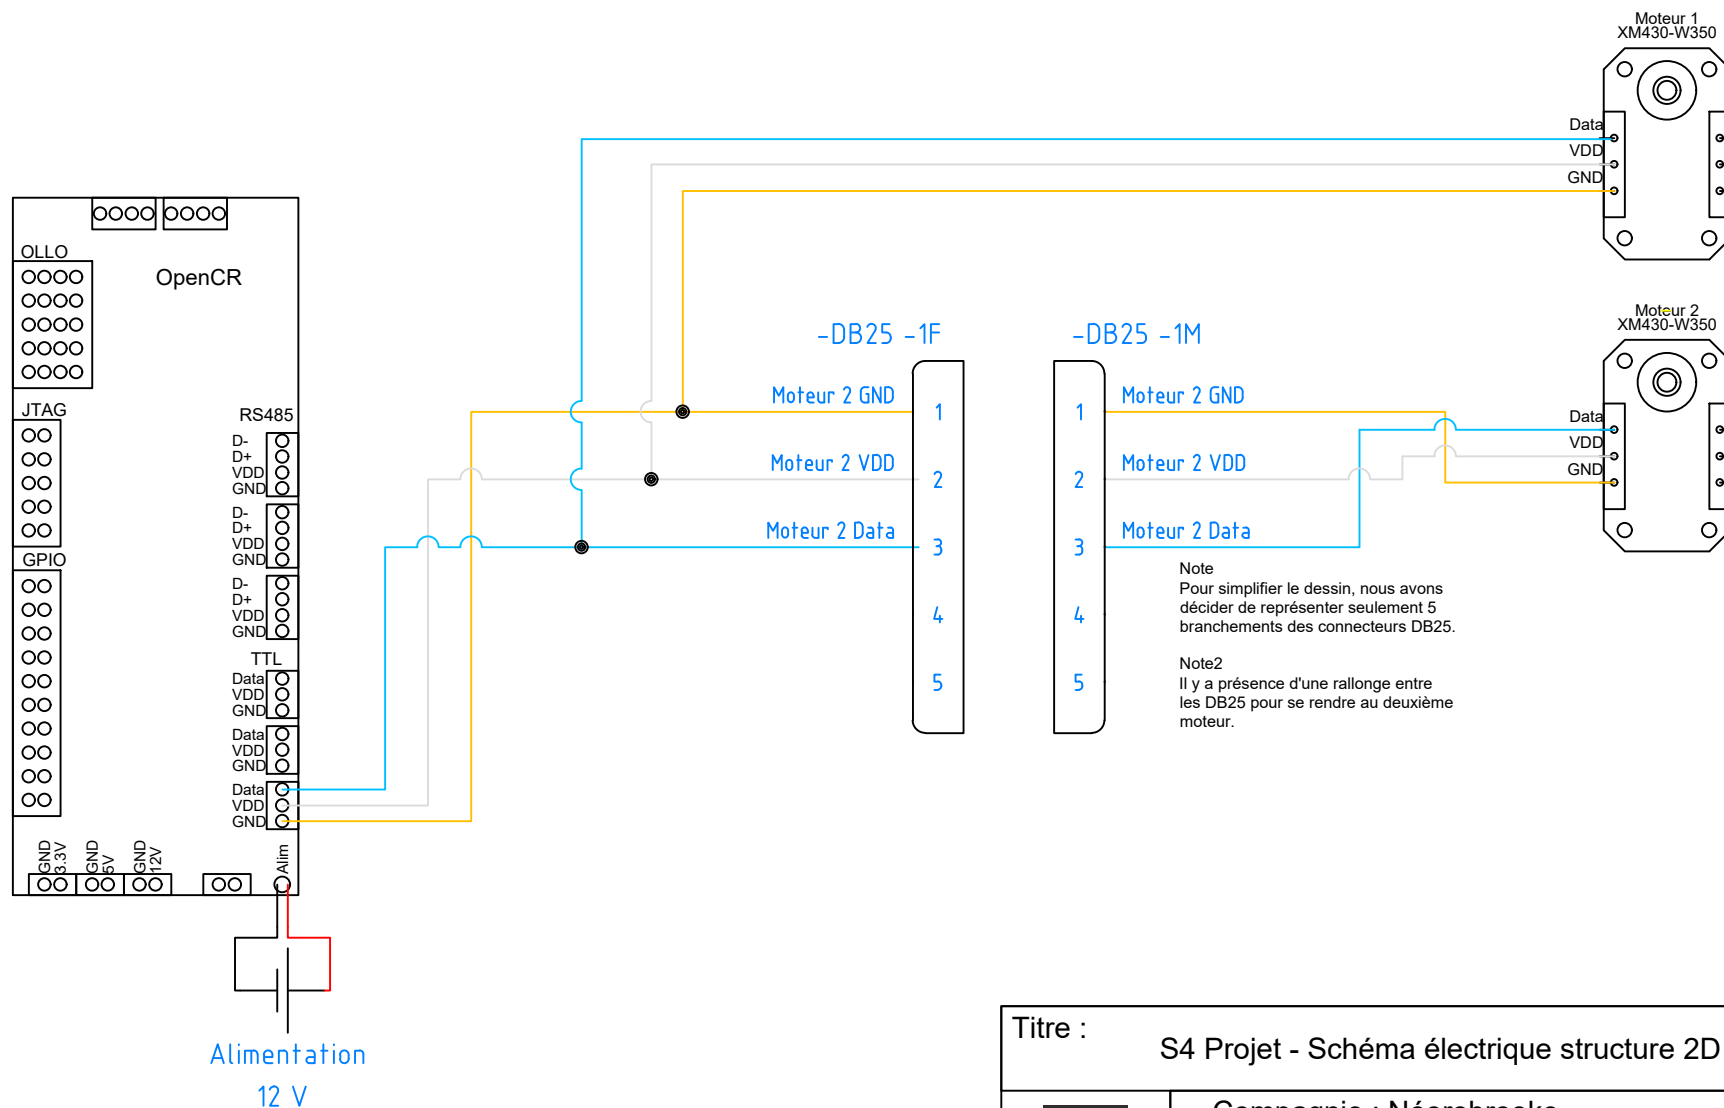 Moteur 1
XM430-W350
Data
VDD
GND
OLLO
OpenCR
JTAG
GPIO
RS485
D-
D+
VDD
GND
D-
D+
VDD
GND
D-
D+
VDD
GND
TTL
Data
VDD
GND
Data
VDD
GND
Data
VDD
GND
GND
3.3V
GND
5V
GND
12V
Alim
Alimentation
12 V
-DB25 -1F
Moteur 2 GND
1
Moteur 2 VDD
2
Moteur 2 Data
3
4
5
-DB25 -1M
1
Moteur 2 GND
2
Moteur 2 VDD
3
Moteur 2 Data
4
5
Moteur 2
XM430-W350
Data
VDD
GND
Note
Pour simplifier le dessin, nous avons
décider de représenter seulement 5
branchements des connecteurs DB25.
Note2
Il y a présence d'une rallonge entre
les DB25 pour se rendre au deuxième
moteur.
Titre :
S4 Projet - Schéma électrique structure 2D